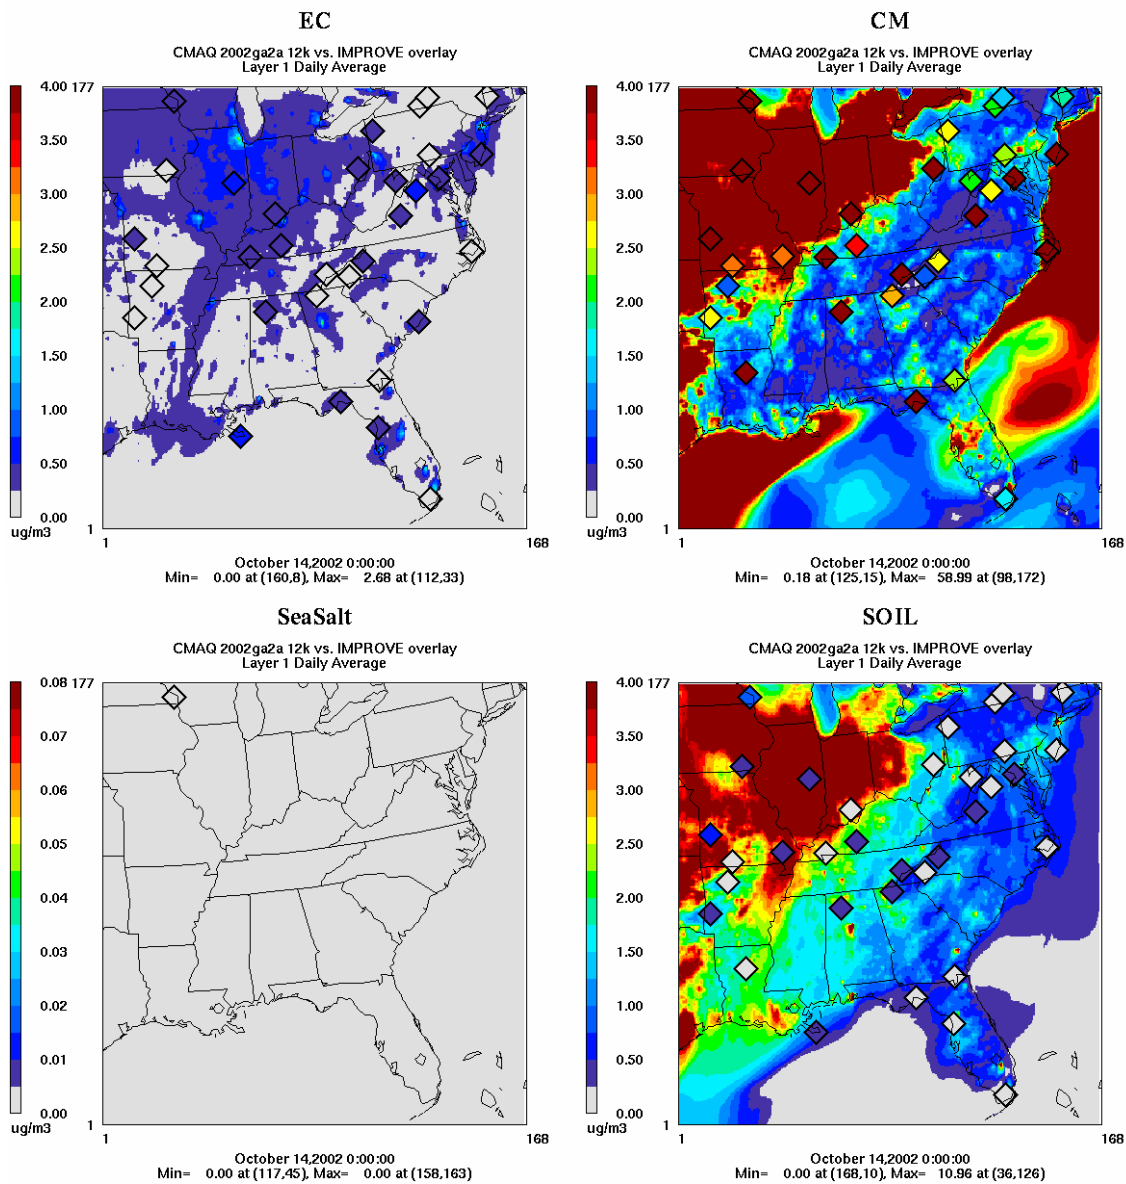 EC
CMAQ 2002ga2a 12k vs. IMPROVE overlay
Layer 1 Daily Average
4.00
3.50
3.00
2.50
2.00
1.50
1.00
0.50
0.00
ug/m3
177
1
1
168
October 14,2002 0:00:00
Min= 0.00 at (160,8), Max= 2.68 at (112,33)
CM
CMAQ 2002ga2a 12k vs. IMPROVE overlay
Layer 1 Daily Average
4.00
3.50
3.00
2.50
2.00
1.50
1.00
0.50
0.00
ug/m3
177
1
1
168
October 14,2002 0:00:00
Min= 0.18 at (125,15), Max= 58.99 at (98,172)
SeaSalt
CMAQ 2002ga2a 12k vs. IMPROVE overlay
Layer 1 Daily Average
0.08
0.07
0.06
0.05
0.04
0.03
0.02
0.01
0.00
ug/m3
177
1
1
168
October 14,2002 0:00:00
Min= 0.00 at (117,45), Max= 0.00 at (158,163)
SOIL
CMAQ 2002ga2a 12k vs. IMPROVE overlay
Layer 1 Daily Average
4.00
3.50
3.00
2.50
2.00
1.50
1.00
0.50
0.00
ug/m3
177
1
1
168
October 14,2002 0:00:00
Min= 0.00 at (168,10), Max= 10.96 at (36,126)